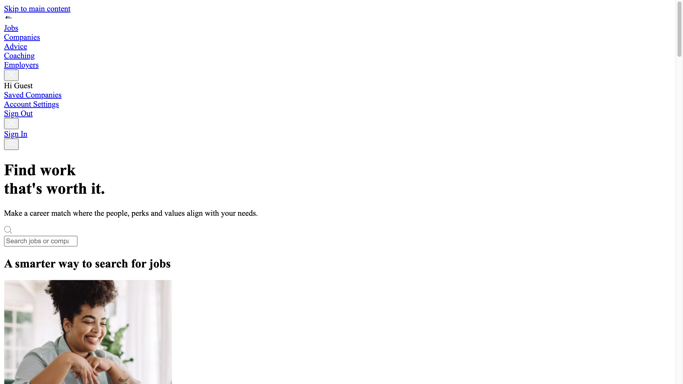 Skip to main content
Jobs
Companies
Advice
Coaching
Employers
Hi Guest
Saved Companies
Account Settings
Sign Out
Sign In
Find work
that's worth it.
Make a career match where the people, perks and values align with your needs.
Search jobs or compa
A smarter way to search for jobs